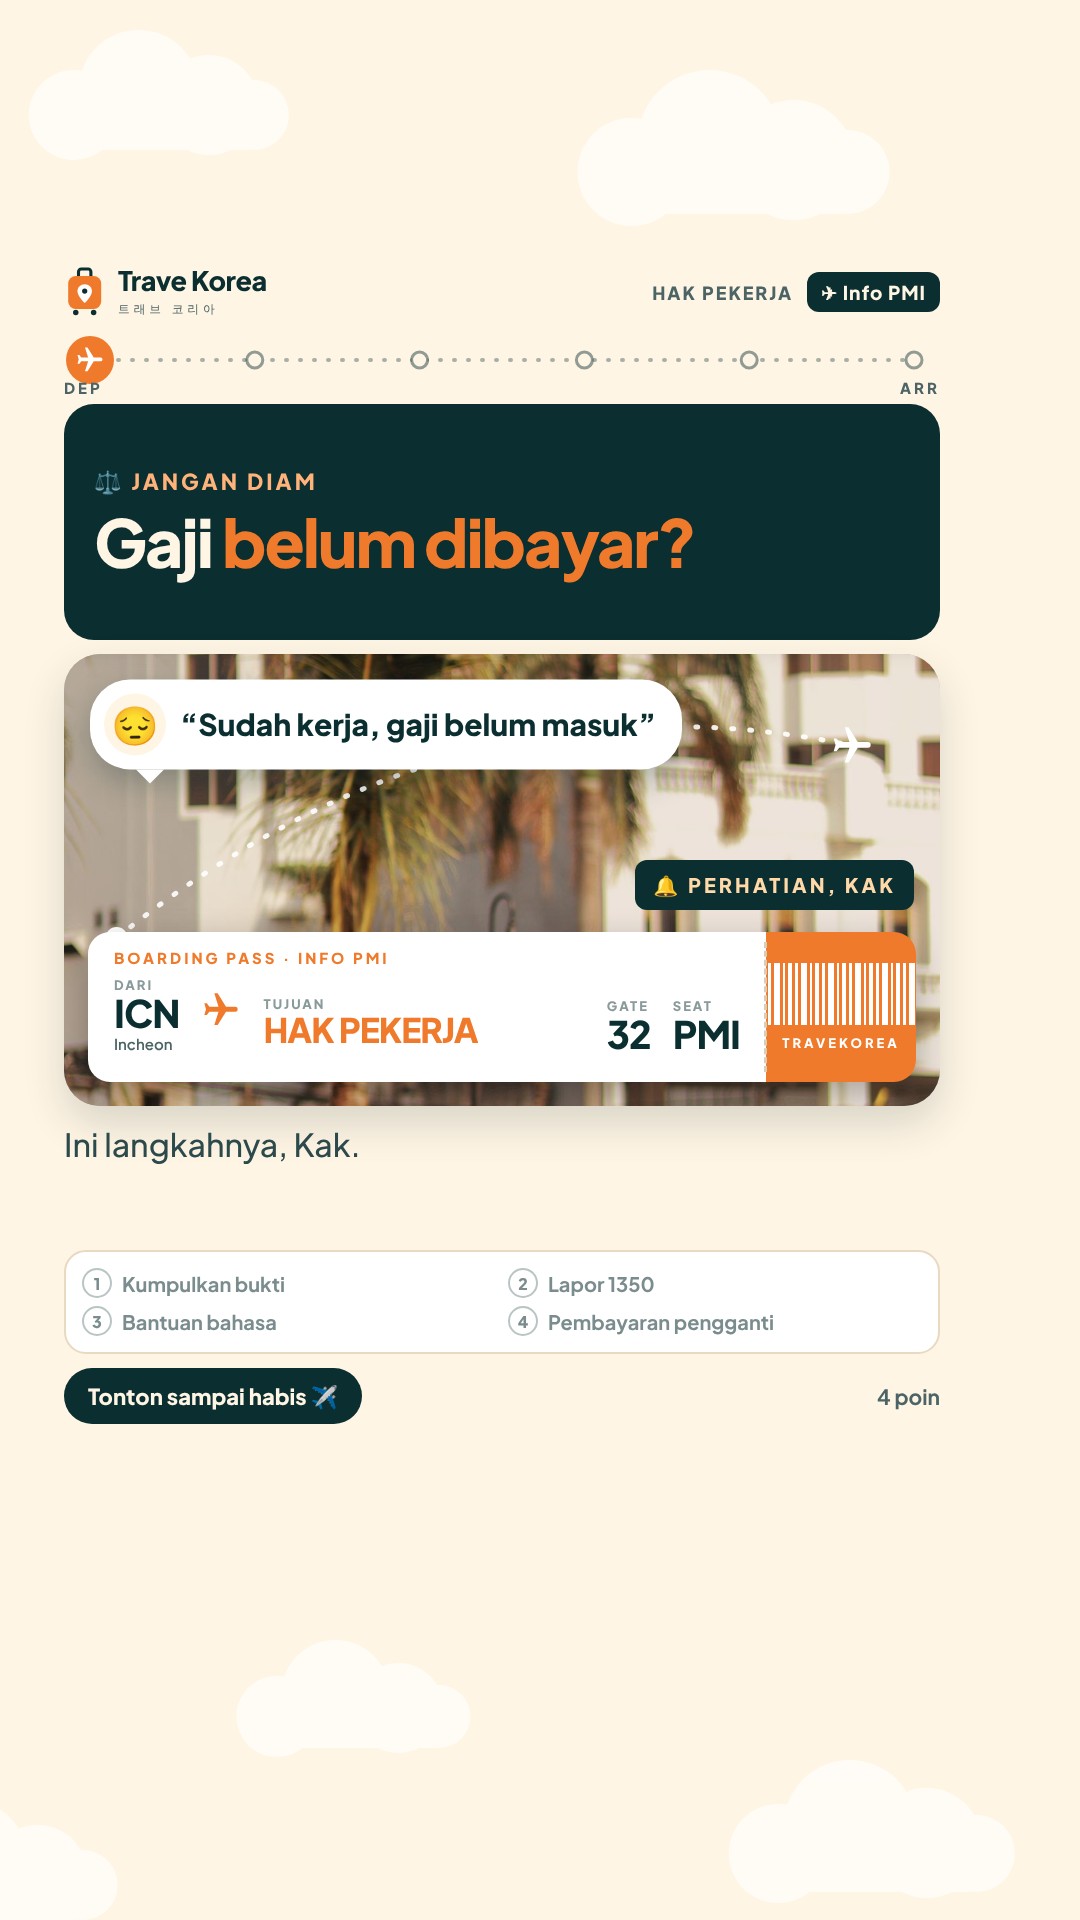 Trave Korea
트래브 코리아
HAK PEKERJA
✈ Info PMI
DEP
ARR
⚖️ JANGAN DIAM
Gaji belum dibayar?
😔 “Sudah kerja, gaji belum masuk”
🔔 PERHATIAN, KAK
BOARDING PASS · INFO PMI
DARI
ICN
Incheon
TUJUAN
HAK PEKERJA
GATE
32
SEAT
PMI
TRAVEKOREA
Ini langkahnya, Kak.
1 Kumpulkan bukti
2 Lapor 1350
3 Bantuan bahasa
4 Pembayaran pengganti
Tonton sampai habis ✈️
4 poin